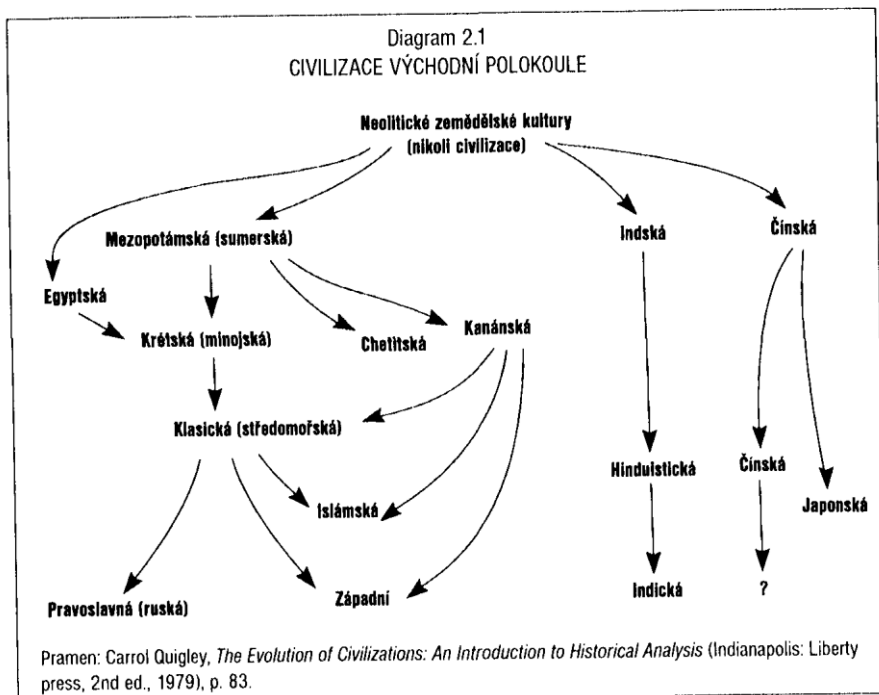 Diagram 2.1
CIVILIZACE VÝCHODNÍ POLOKOULE
Neolitické zemědělské kultury
(nikoli civilizace)
Mezopotámská (sumerská)
Indská
Čínská
Egyptská
Krétská (minojská)
Chetitská
Kanánská
Klasická (středomořská)
Hinduistická
Čínská
Japonská
Islámská
Pravoslavná (ruská)
Západní
Indická
?
Pramen: Carrol Quigley, The Evolution of Civilizations: An Introduction to Historical Analysis (Indianapolis: Liberty
press, 2nd ed., 1979), p. 83.